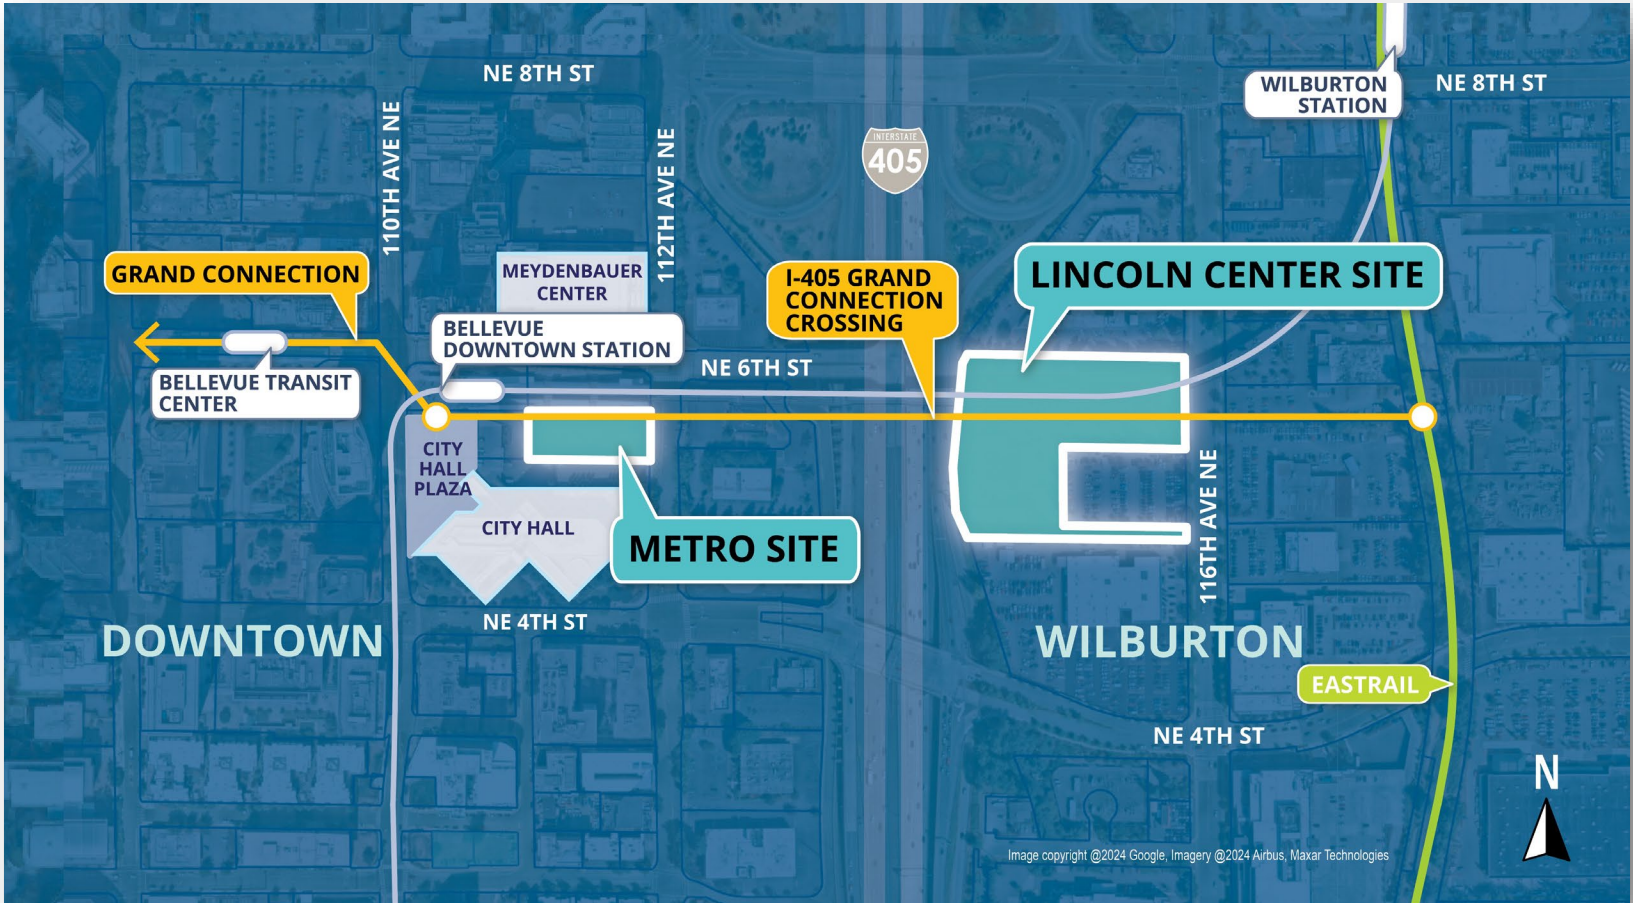 NE 8TH ST
WILBURTON
STATION
NE 8TH ST
110TH AVE NE
112TH AVE NE
INTERSTATE
405
GRAND CONNECTION
MEYDENBAUER
CENTER
I-405 GRAND
CONNECTION
CROSSING
LINCOLN CENTER SITE
BELLEVUE
DOWNTOWN STATION
NE 6TH ST
BELLEVUE TRANSIT
CENTER
CITY
HALL
PLAZA
CITY HALL
METRO SITE
116TH AVE NE
NE 4TH ST
DOWNTOWN
WILBURTON
EASTRAIL
NE 4TH ST
N
Image copyright @2024 Google, Imagery @2024 Airbus, Maxar Technologies